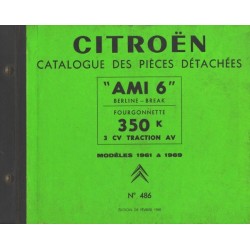 CITROËN
CATALOGUE DES PIÈCES DÉTACHÉES
"AMI 6"
BERLINE - BREAK
FOURGONNETTE
350 K
3 CV TRACTION AV
MODÈLES 1961 A 1969
N° 486